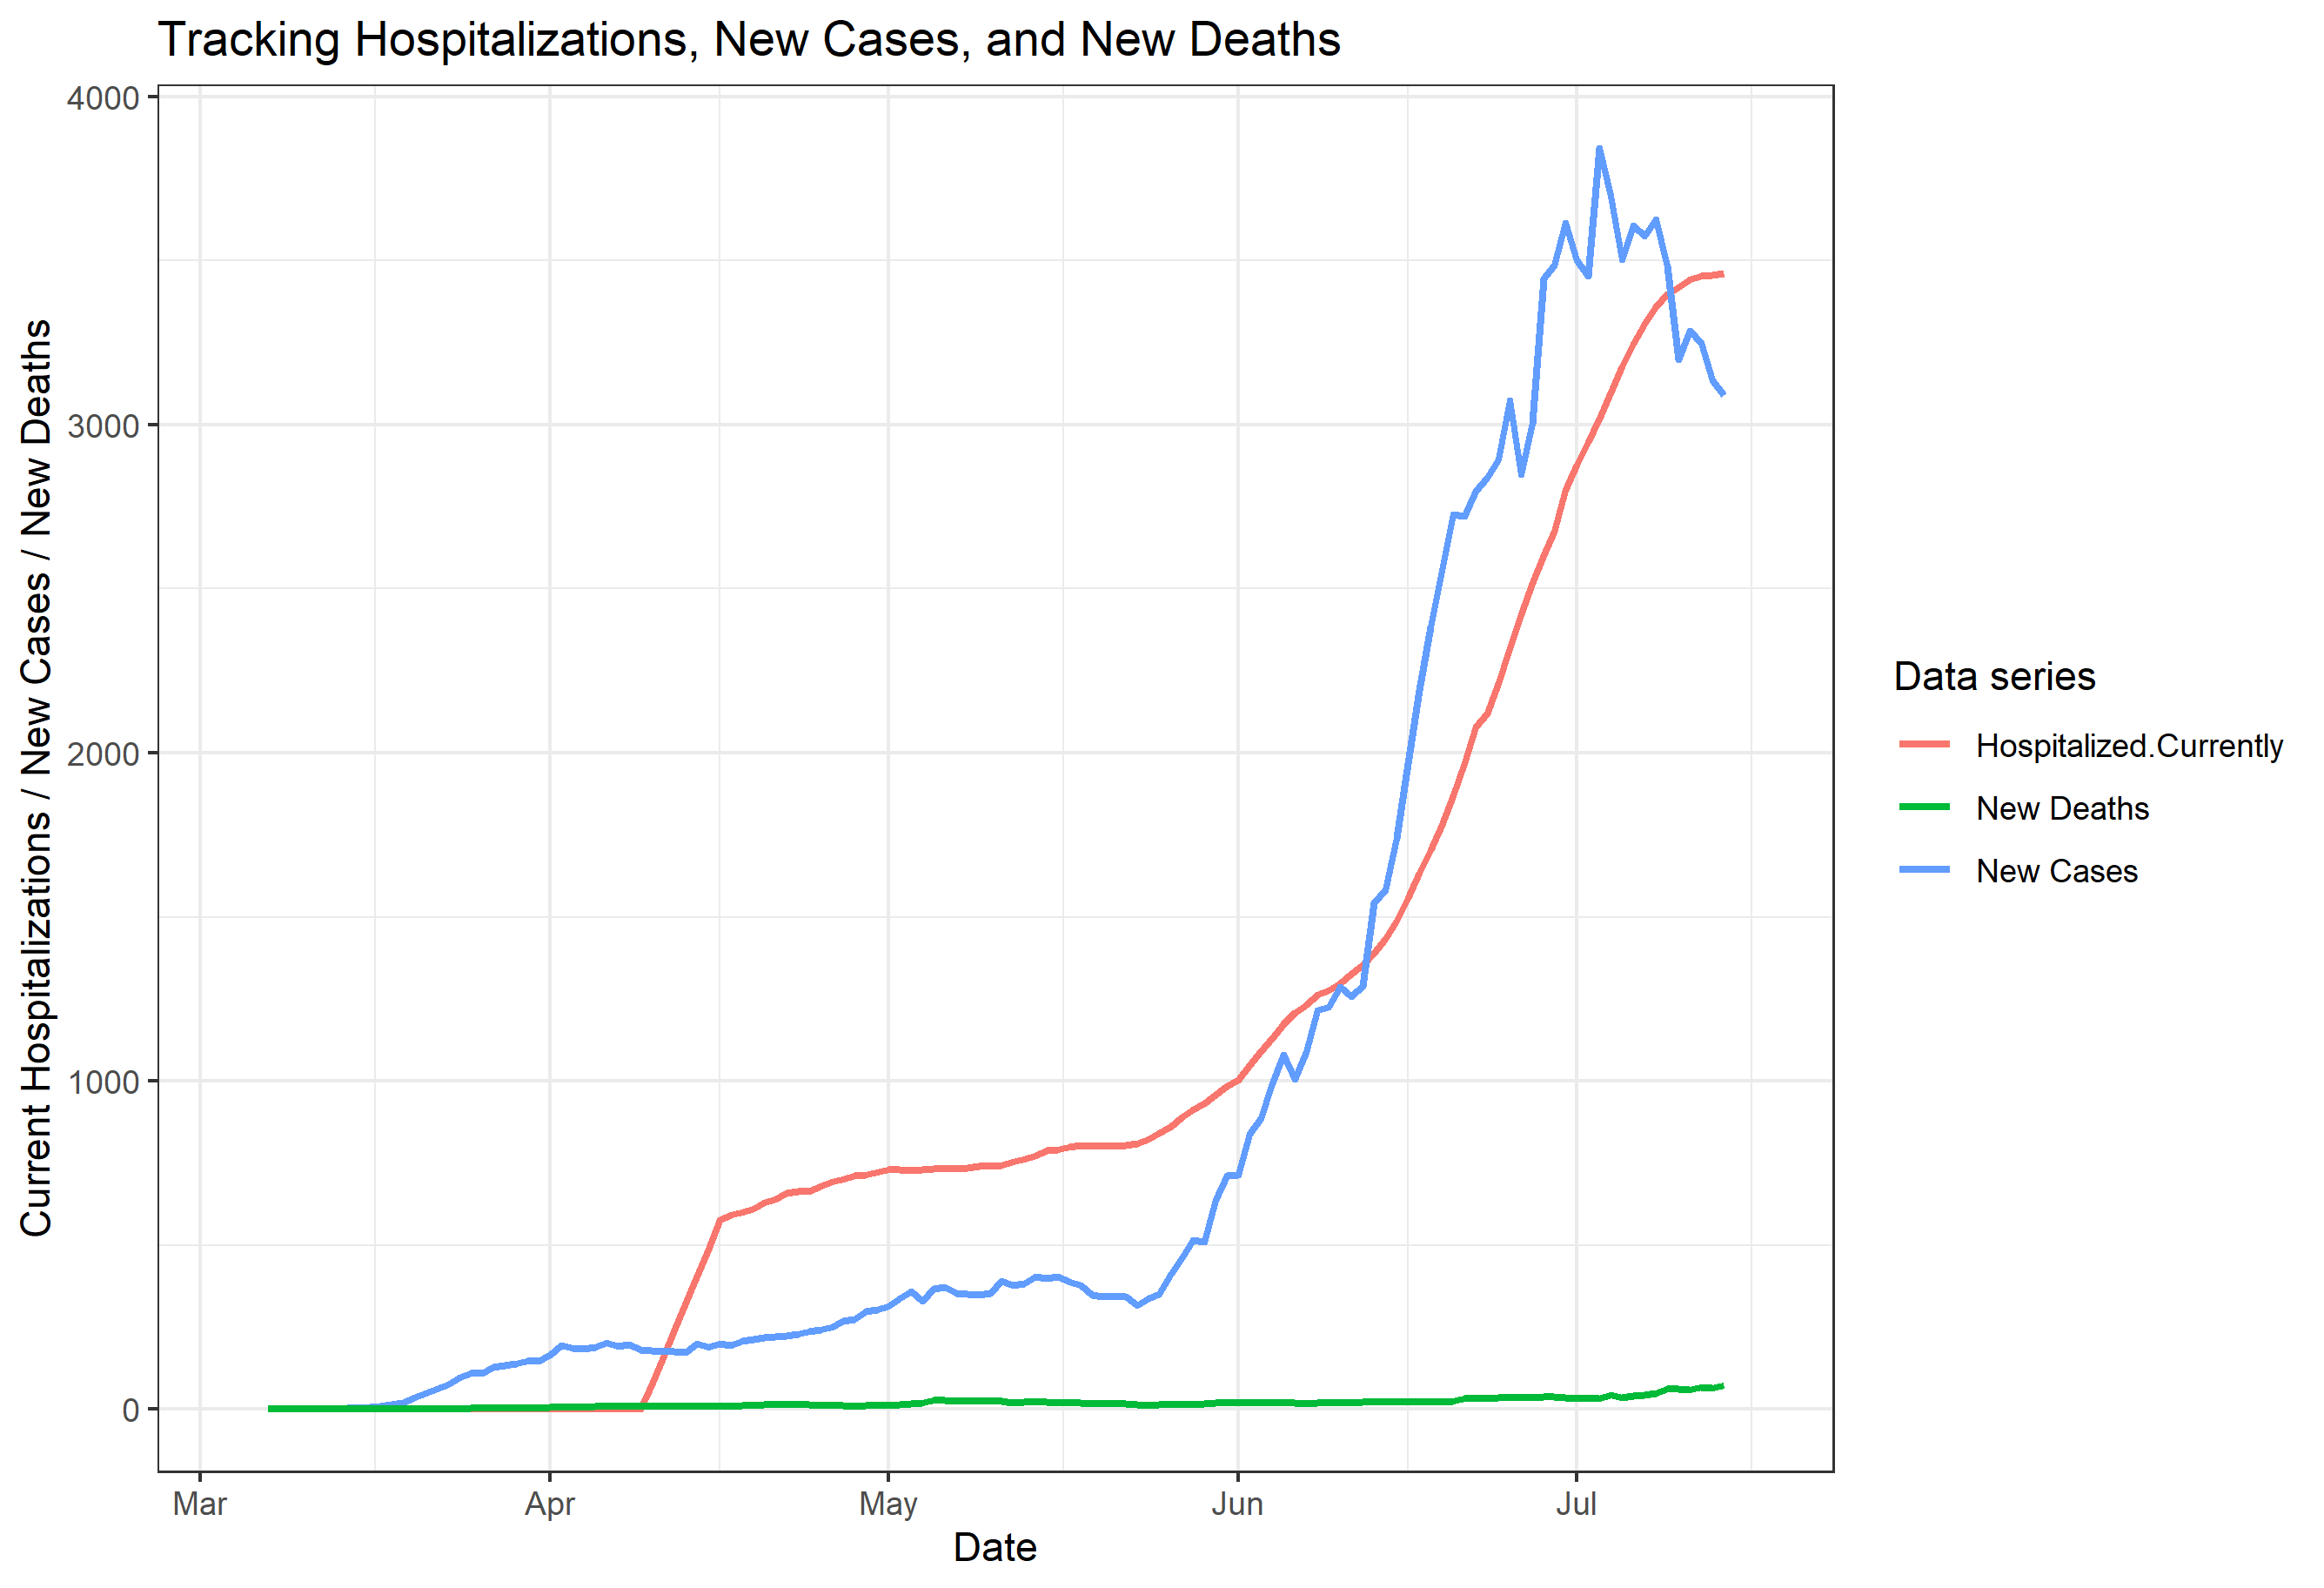 Tracking Hospitalizations, New Cases, and New Deaths
Current Hospitalizations / New Cases / New Deaths
4000
3000
2000
1000
0
Mar
Apr
May
Jun
Jul
Date
Data series
Hospitalized.Currently
New Deaths
New Cases